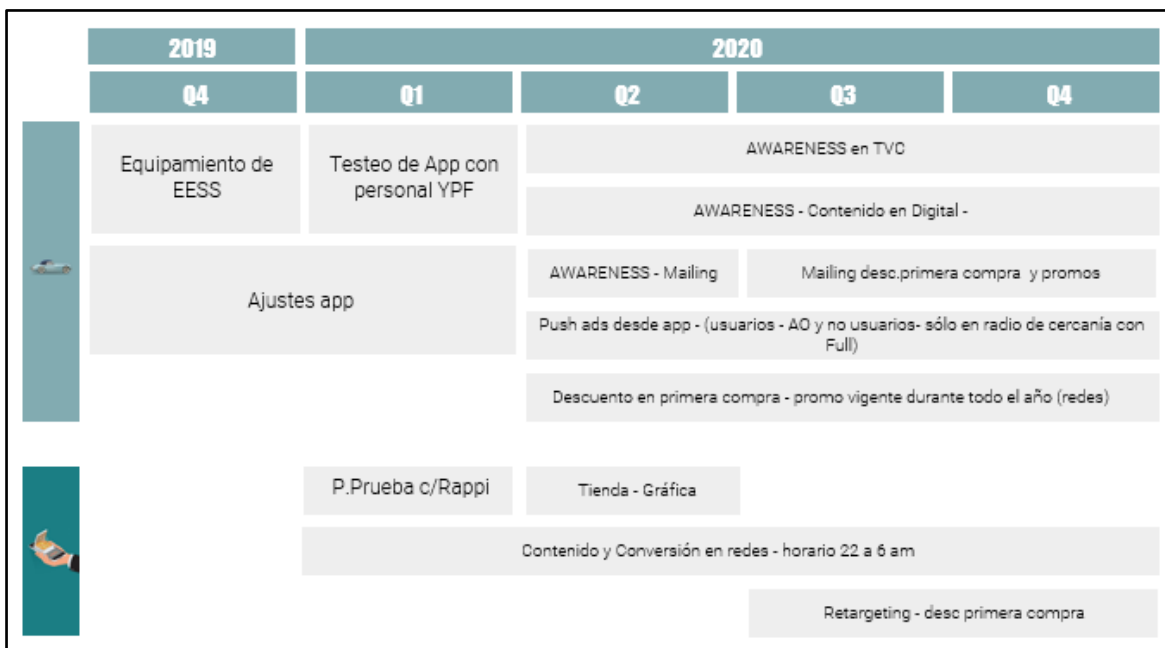 2019
2020
Q4
Q1
Q2
Q3
Q4
Equipamiento de
EESS
Testeo de App con
personal YPF
AWARENESS en TVC
AWARENESS - Contenido en Digital -
Ajustes app
AWARENESS - Mailing
Mailing desc.primera compra y promos
Push ads desde app - (usuarios - AO y no usuarios- sólo en radio de cercanía con
Full)
Descuento en primera compra - promo vigente durante todo el año (redes)
P.Prueba c/Rappi
Tienda - Gráfica
Contenido y Conversión en redes - horario 22 a 6 am
Retargeting - desc primera compra